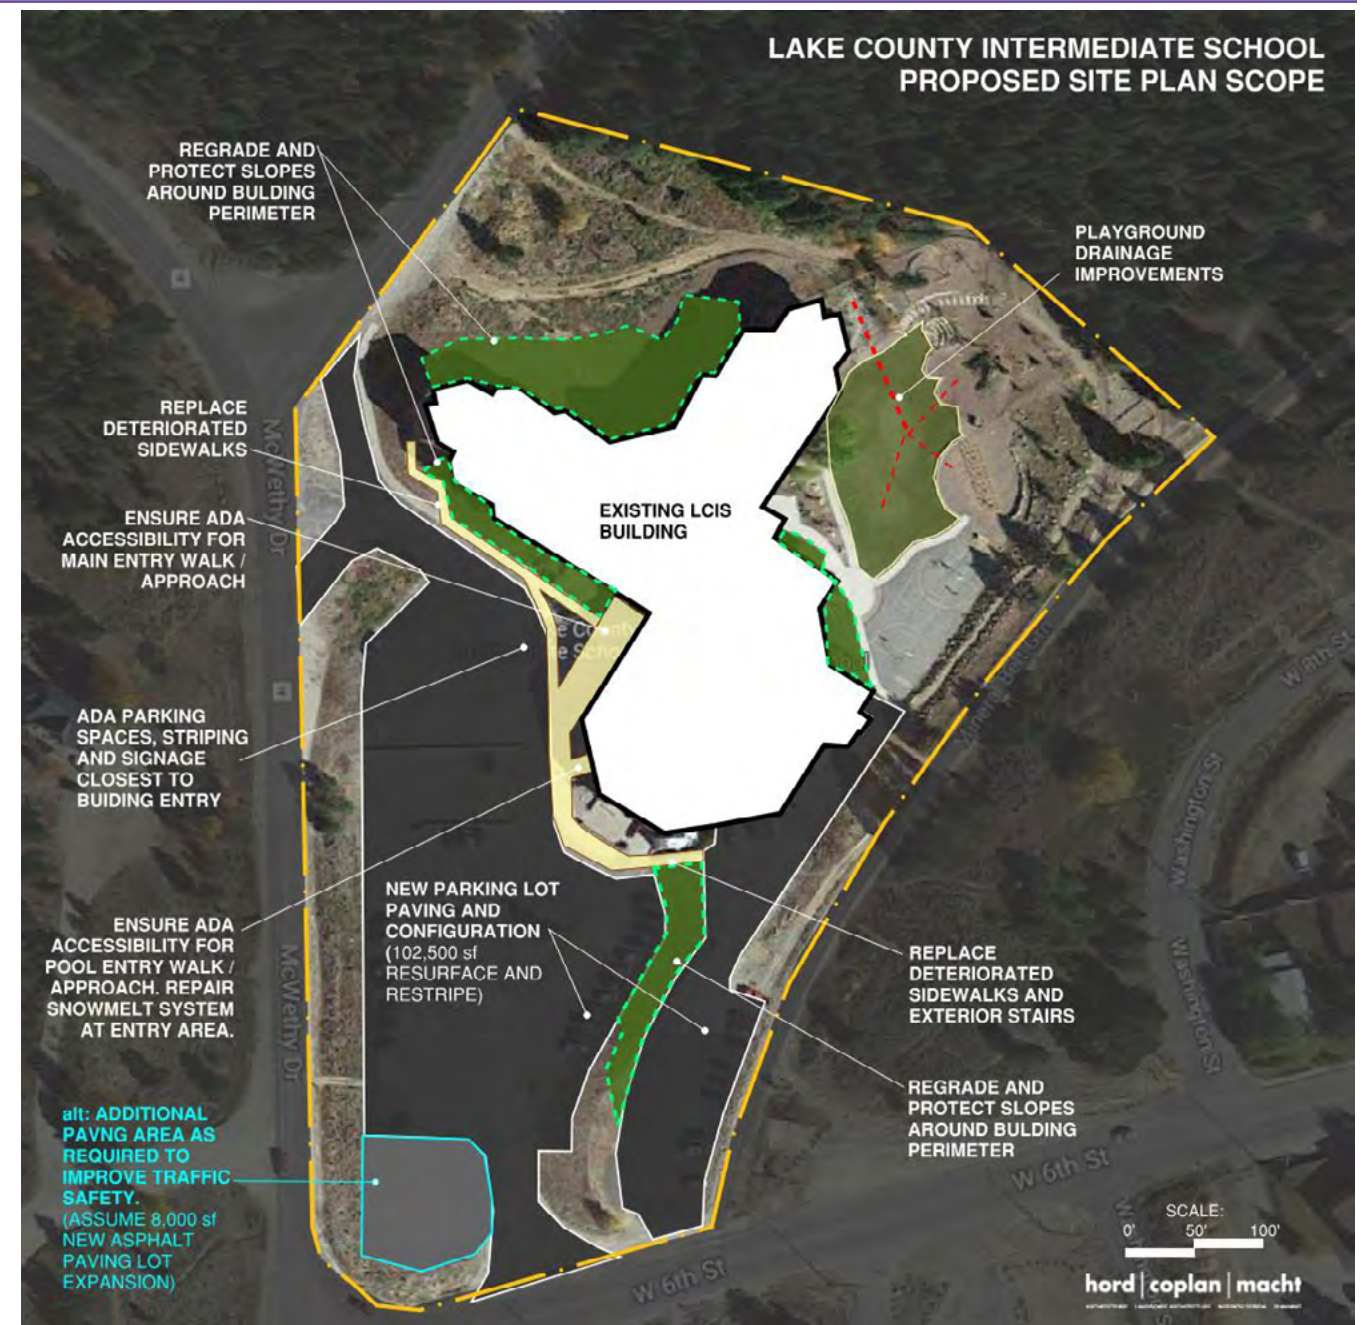 LAKE COUNTY INTERMEDIATE SCHOOL
PROPOSED SITE PLAN SCOPE
REGRADE AND
PROTECT SLOPES
AROUND BULDING
PERIMETER
PLAYGROUND
DRAINAGE
IMPROVEMENTS
REPLACE
DETERIORATED
SIDEWALKS
McWethy Dr
ENSURE ADA
ACCESSIBILITY FOR
MAIN ENTRY WALK /
APPROACH
EXISTING LCIS
BUILDING
W 8th St
Washington St
Washington St
ADA PARKING
SPACES, STRIPING
AND SIGNAGE
CLOSEST TO
BUIDING ENTRY
NEW PARKING LOT
PAVING AND
CONFIGURATION
(102,500 sf
RESURFACE AND
RESTRIPE)
ENSURE ADA
ACCESSIBILITY FOR
POOL ENTRY WALK /
APPROACH. REPAIR
SNOWMELT SYSTEM
AT ENTRY AREA.
McWethy Dr
REPLACE
DETERIORATED
SIDEWALKS AND
EXTERIOR STAIRS
REGRADE AND
PROTECT SLOPES
AROUND BULDING
PERIMETER
alt: ADDITIONAL
PAVNG AREA AS
REQUIRED TO
IMPROVE TRAFFIC
SAFETY.
(ASSUME 8,000 sf
NEW ASPHALT
PAVING LOT
EXPANSION)
W 6th St
W 6th St
SCALE:
0' 50' 100'
hord | coplan | macht